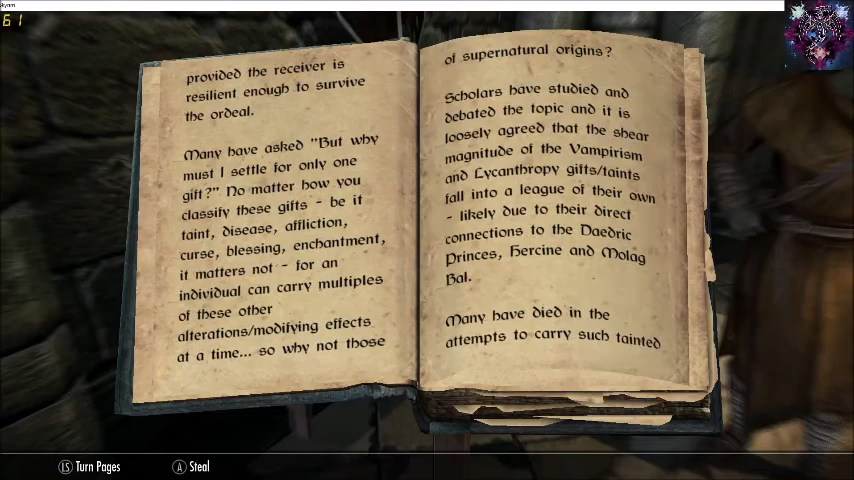 kyrim
61
provided the receiver is
resilient enough to survive
the ordeal.
Many have asked "But why
must I settle for only one
gift?" No matter how you
classify these gifts - be it
taint, disease, affliction,
curse, blessing, enchantment,
it matters not - for an
individual can carry multiples
of these other
alterations/modifying effects
at a time... so why not those
of supernatural origins?
Scholars have studied and
debated the topic and it is
loosely agreed that the shear
magnitude of the Vampirism
and Lycanthropy gifts/taints
fall into a league of their own
- likely due to their direct
connections to the Daedric
Princes, Hercine and Molag
Bal.
Many have died in the
attempts to carry such tainted
LS Turn Pages
A Steal